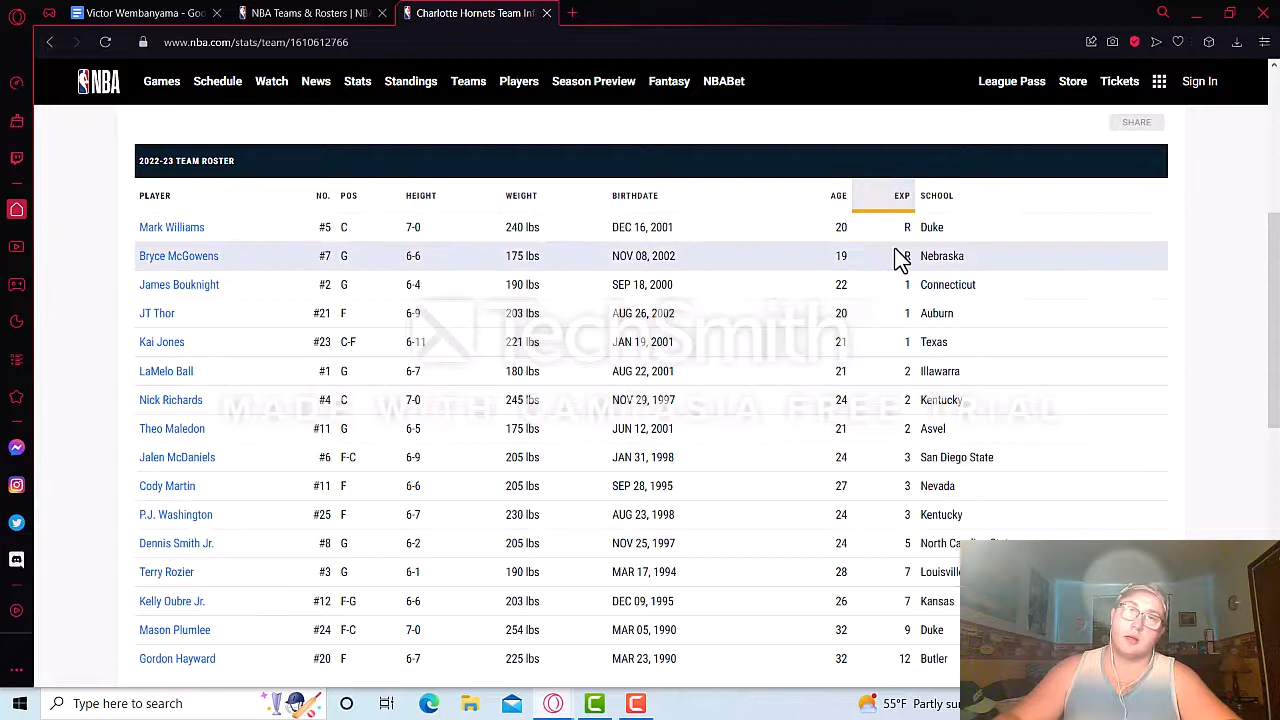 Victor Wembanyama - Goo
NBA Teams & Rosters | NBA
Charlotte Hornets Team Inf
www.nba.com/stats/team/1610612766
NBA Games Schedule Watch News Stats Standings Teams Players Season Preview Fantasy NBABet League Pass Store Tickets Sign In
SHARE
2022-23 TEAM ROSTER
PLAYER NO. POS HEIGHT WEIGHT BIRTHDATE AGE EXP SCHOOL
Mark Williams #5 C 7-0 240 lbs DEC 16, 2001 20 R Duke
Bryce McGowens #7 G 6-6 175 lbs NOV 08, 2002 19 R Nebraska
James Bouknight #2 G 6-4 190 lbs SEP 18, 2000 22 1 Connecticut
JT Thor #21 F 6-9 203 lbs AUG 26, 2002 20 1 Auburn
Kai Jones #23 C-F 6-11 221 lbs JAN 19, 2001 21 1 Texas
LaMelo Ball #1 G 6-7 180 lbs AUG 22, 2001 21 2 Illawarra
Nick Richards #4 C 7-0 245 lbs NOV 29, 1997 24 2 Kentucky
Theo Maledon #11 G 6-5 175 lbs JUN 12, 2001 21 2 Asvel
Jalen McDaniels #6 F-C 6-9 205 lbs JAN 31, 1998 24 3 San Diego State
Cody Martin #11 F 6-6 205 lbs SEP 28, 1995 27 3 Nevada
P.J. Washington #25 F 6-7 230 lbs AUG 23, 1998 24 3 Kentucky
Dennis Smith Jr. #8 G 6-2 205 lbs NOV 25, 1997 24 5 North Ca
Terry Rozier #3 G 6-1 190 lbs MAR 17, 1994 28 7 Louisvill
Kelly Oubre Jr. #12 F-G 6-6 203 lbs DEC 09, 1995 26 7 Kansas
Mason Plumlee #24 F-C 7-0 254 lbs MAR 05, 1990 32 9 Duke
Gordon Hayward #20 F 6-7 225 lbs MAR 23, 1990 32 12 Butler
TechSmith
MADE WITH CAMTASIA FREE TRIAL
Type here to search
55°F Partly su